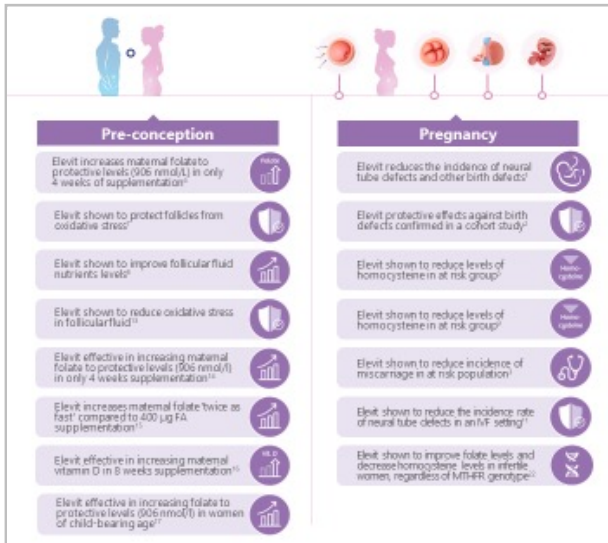 Pre-conception
Elevit increases maternal folate to
protective levels (906 nmol/L) in only
4 weeks of supplementation
Folate
Elevit shown to protect follicles from
oxidative stress
Elevit shown to improve follicular fluid
nutrients levels
Elevit shown to reduce oxidative stress
in follicular fluid
Elevit effective in increasing maternal
folate to protective levels (906 nmol/l)
in only 4 weeks supplementation
Elevit increases maternal folate 'twice as
fast' compared to 400 µg FA
supplementation
Elevit effective in increasing maternal
vitamin D in 8 weeks supplementation
Vit. D
Elevit effective in increasing folate to
protective levels (906 nmol/l) in women
of child-bearing age
Pregnancy
Elevit reduces the incidence of neural
tube defects and other birth defects
Elevit protective effects against birth
defects confirmed in a cohort study
Elevit shown to reduce levels of
homocysteine in at risk group
Homo-
cysteine
Elevit shown to reduce levels of
homocysteine in at risk group
Homo-
cysteine
Elevit shown to reduce incidence of
miscarriage in at risk population
Elevit shown to reduce the incidence rate
of neural tube defects in an IVF setting
Elevit shown to improve folate levels and
decrease homocysteine levels in infertile
women, regardless of MTHFR genotype